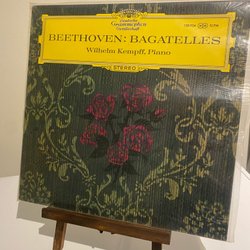 Deutsche
Grammophon
Gesellschaft
BEETHOVEN: BAGATELLES
Wilhelm Kempff, Piano
STEREO